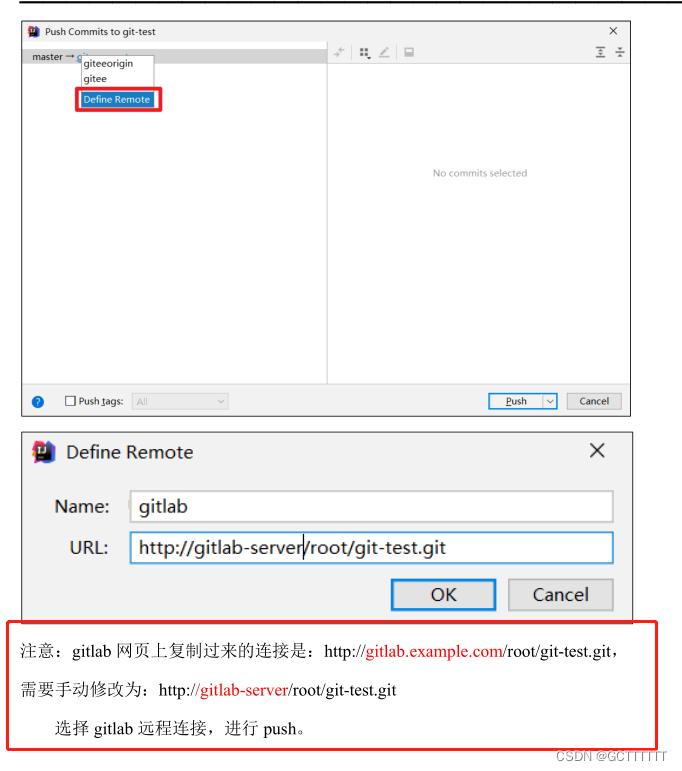 Push Commits to git-test
master →
giteeorigin
gitee
Define Remote
No commits selected
? Push tags: All Push Cancel
Define Remote
Name: gitlab
URL: http://gitlab-server/root/git-test.git
OK Cancel
注意：gitlab 网页上复制过来的连接是：http://gitlab.example.com/root/git-test.git，
需要手动修改为：http://gitlab-server/root/git-test.git
选择 gitlab 远程连接，进行 push。
CSDN @GCTTTTTT